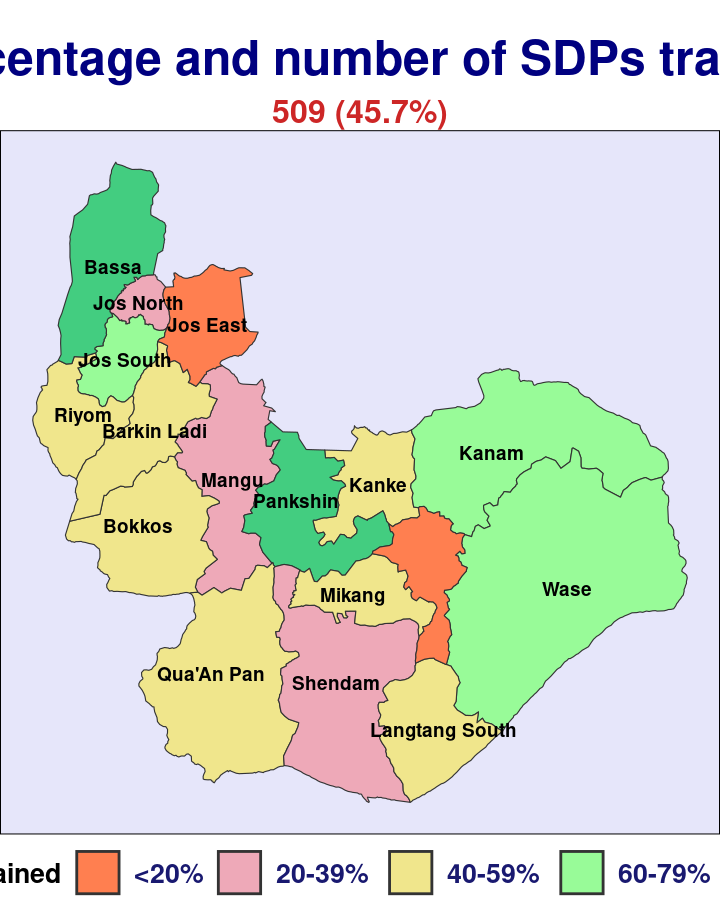 centage and number of SDPs tra
509 (45.7%)
Bassa
Jos North
Jos East
Jos South
Riyom
Barkin Ladi
Kanam
Mangu
Kanke
Pankshin
Bokkos
Wase
Mikang
Qua'An Pan
Shendam
Langtang South
ained <20% 20-39% 40-59% 60-79%